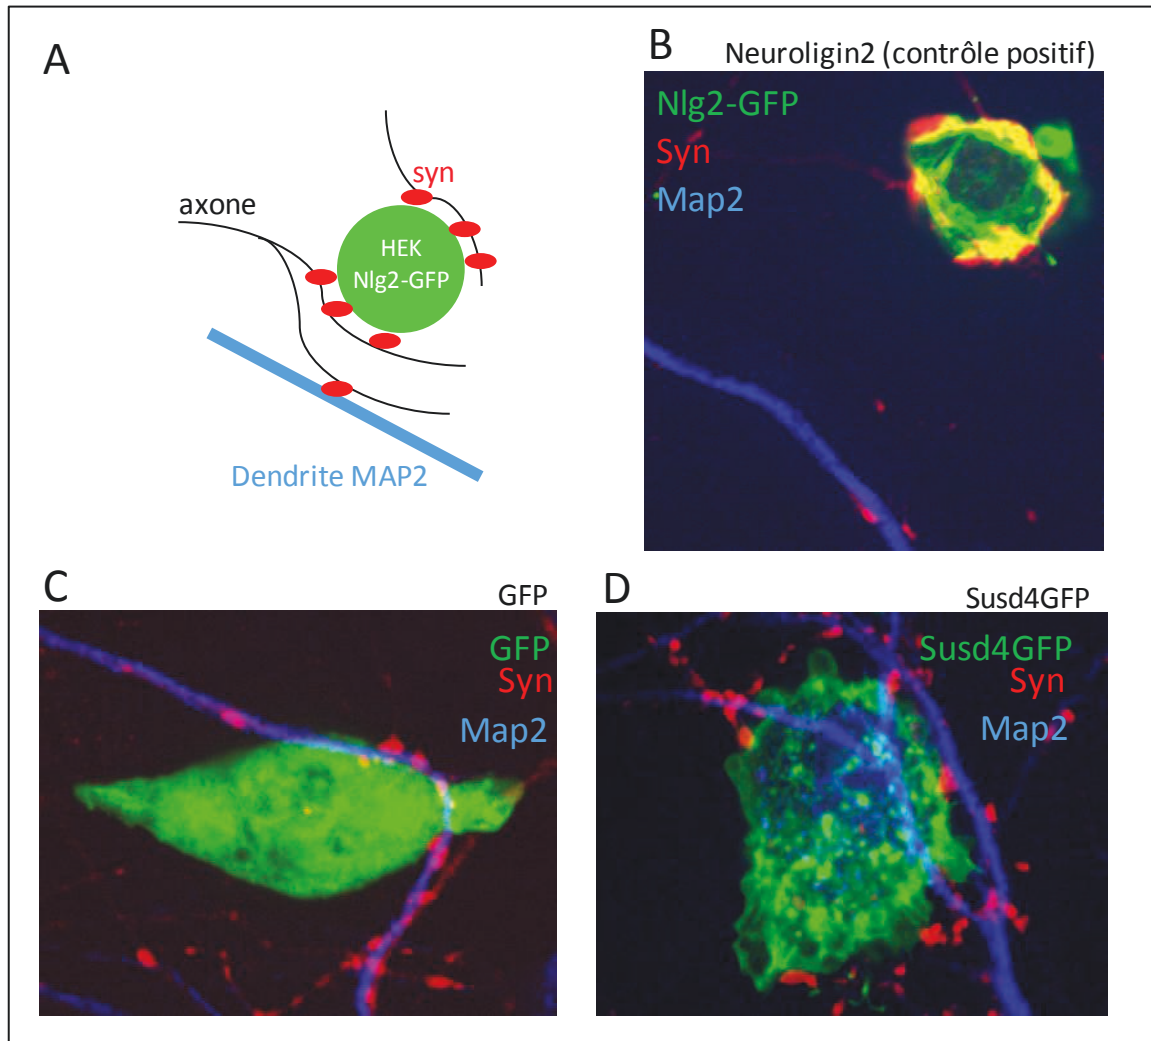 A
syn
axone
HEK
Nlg2-GFP
Dendrite MAP2
B
Neuroligin2 (contrôle positif)
Nlg2-GFP
Syn
Map2
C
GFP
GFP
Syn
Map2
D
Susd4GFP
Susd4GFP
Syn
Map2